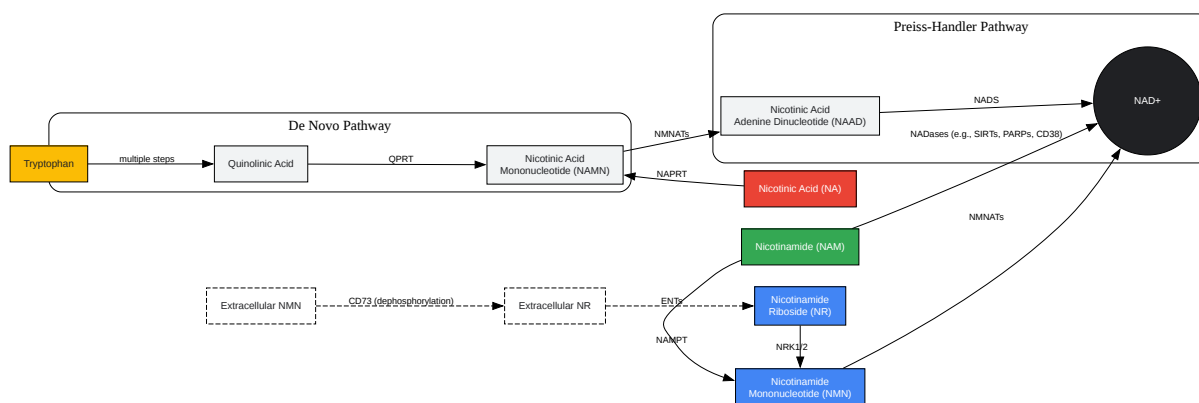 Preiss-Handler Pathway
De Novo Pathway
Nicotinic Acid
Adenine Dinucleotide (NAAD)
NADS
NAD+
NMNATs
NADases (e.g., SIRTs, PARPs, CD38)
Tryptophan
multiple steps
Quinolinic Acid
QPRT
Nicotinic Acid
Mononucleotide (NAMN)
NAPRT
Nicotinic Acid (NA)
NMNATs
Nicotinamide (NAM)
Extracellular NMN
CD73 (dephosphorylation)
Extracellular NR
ENTs
Nicotinamide
Riboside (NR)
NAMPT
NRK1/2
Nicotinamide
Mononucleotide (NMN)